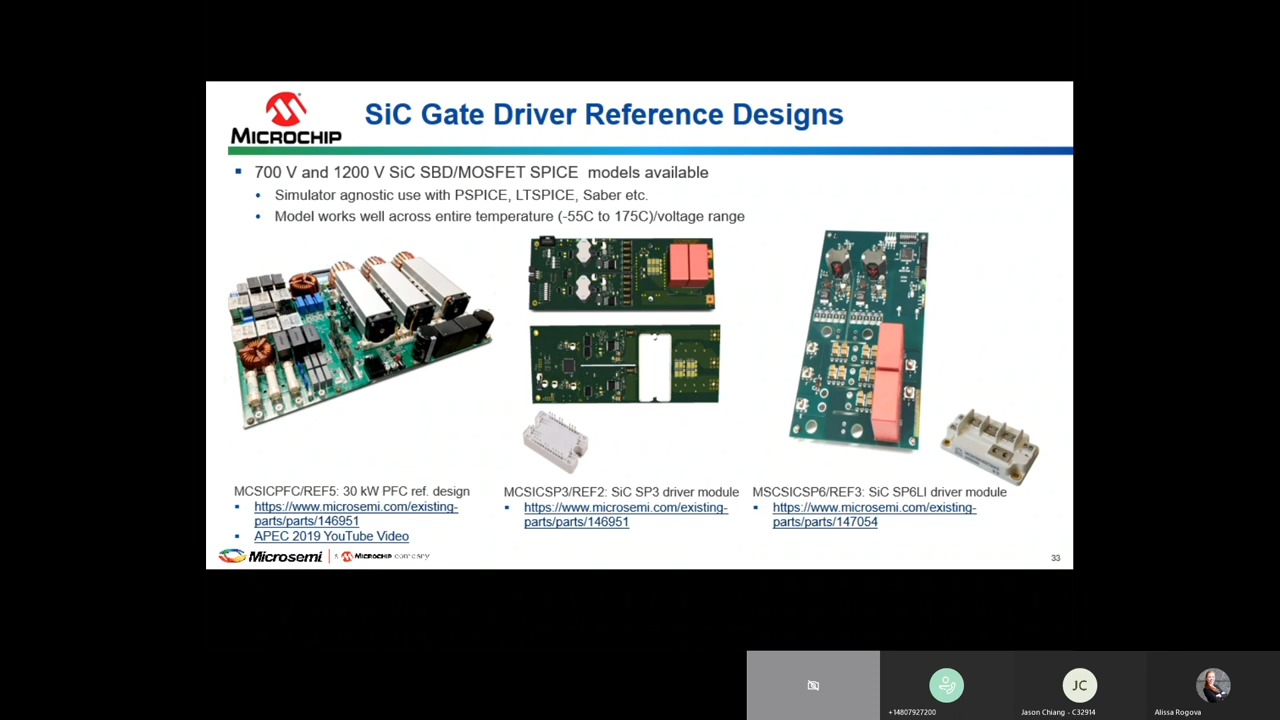 MICROCHIP
SiC Gate Driver Reference Designs
700 V and 1200 V SiC SBD/MOSFET SPICE models available
Simulator agnostic use with PSPICE, LTSPICE, Saber etc.
Model works well across entire temperature (-55C to 175C)/voltage range
MCSICPFC/REF5: 30 kW PFC ref. design
https://www.microsemi.com/existing-
parts/parts/146951
APEC 2019 YouTube Video
MCSICSP3/REF2: SiC SP3 driver module
https://www.microsemi.com/existing-
parts/parts/146951
MSCSICSP6/REF3: SiC SP6LI driver module
https://www.microsemi.com/existing-
parts/parts/147054
Microsemi
a MICROCHIP company
33
JC
+14807927200
Jason Chiang - C32914
Alissa Rogova